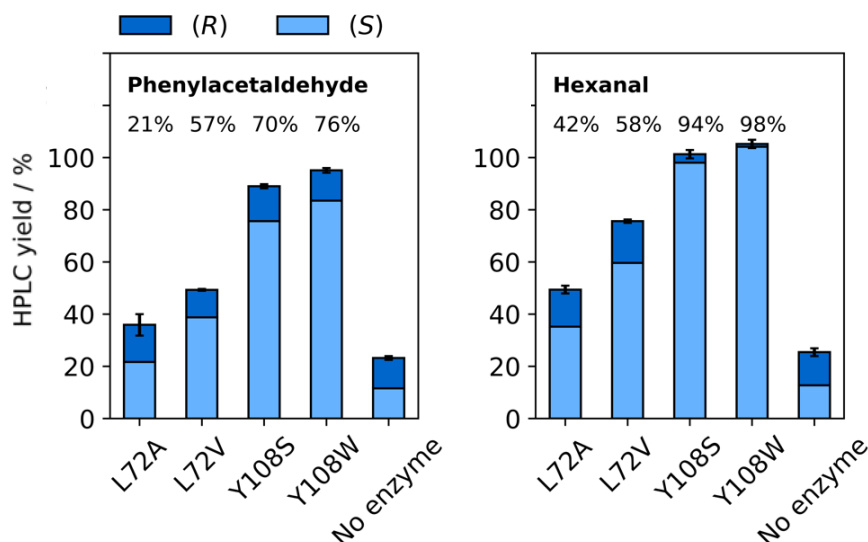 (R) (S)
Phenylacetaldehyde
21% 57% 70% 76%
HPLC yield / %
100
80
60
40
20
0
L72A L72V Y108S Y108W No enzyme
Hexanal
42% 58% 94% 98%
100
80
60
40
20
0
L72A L72V Y108S Y108W No enzyme